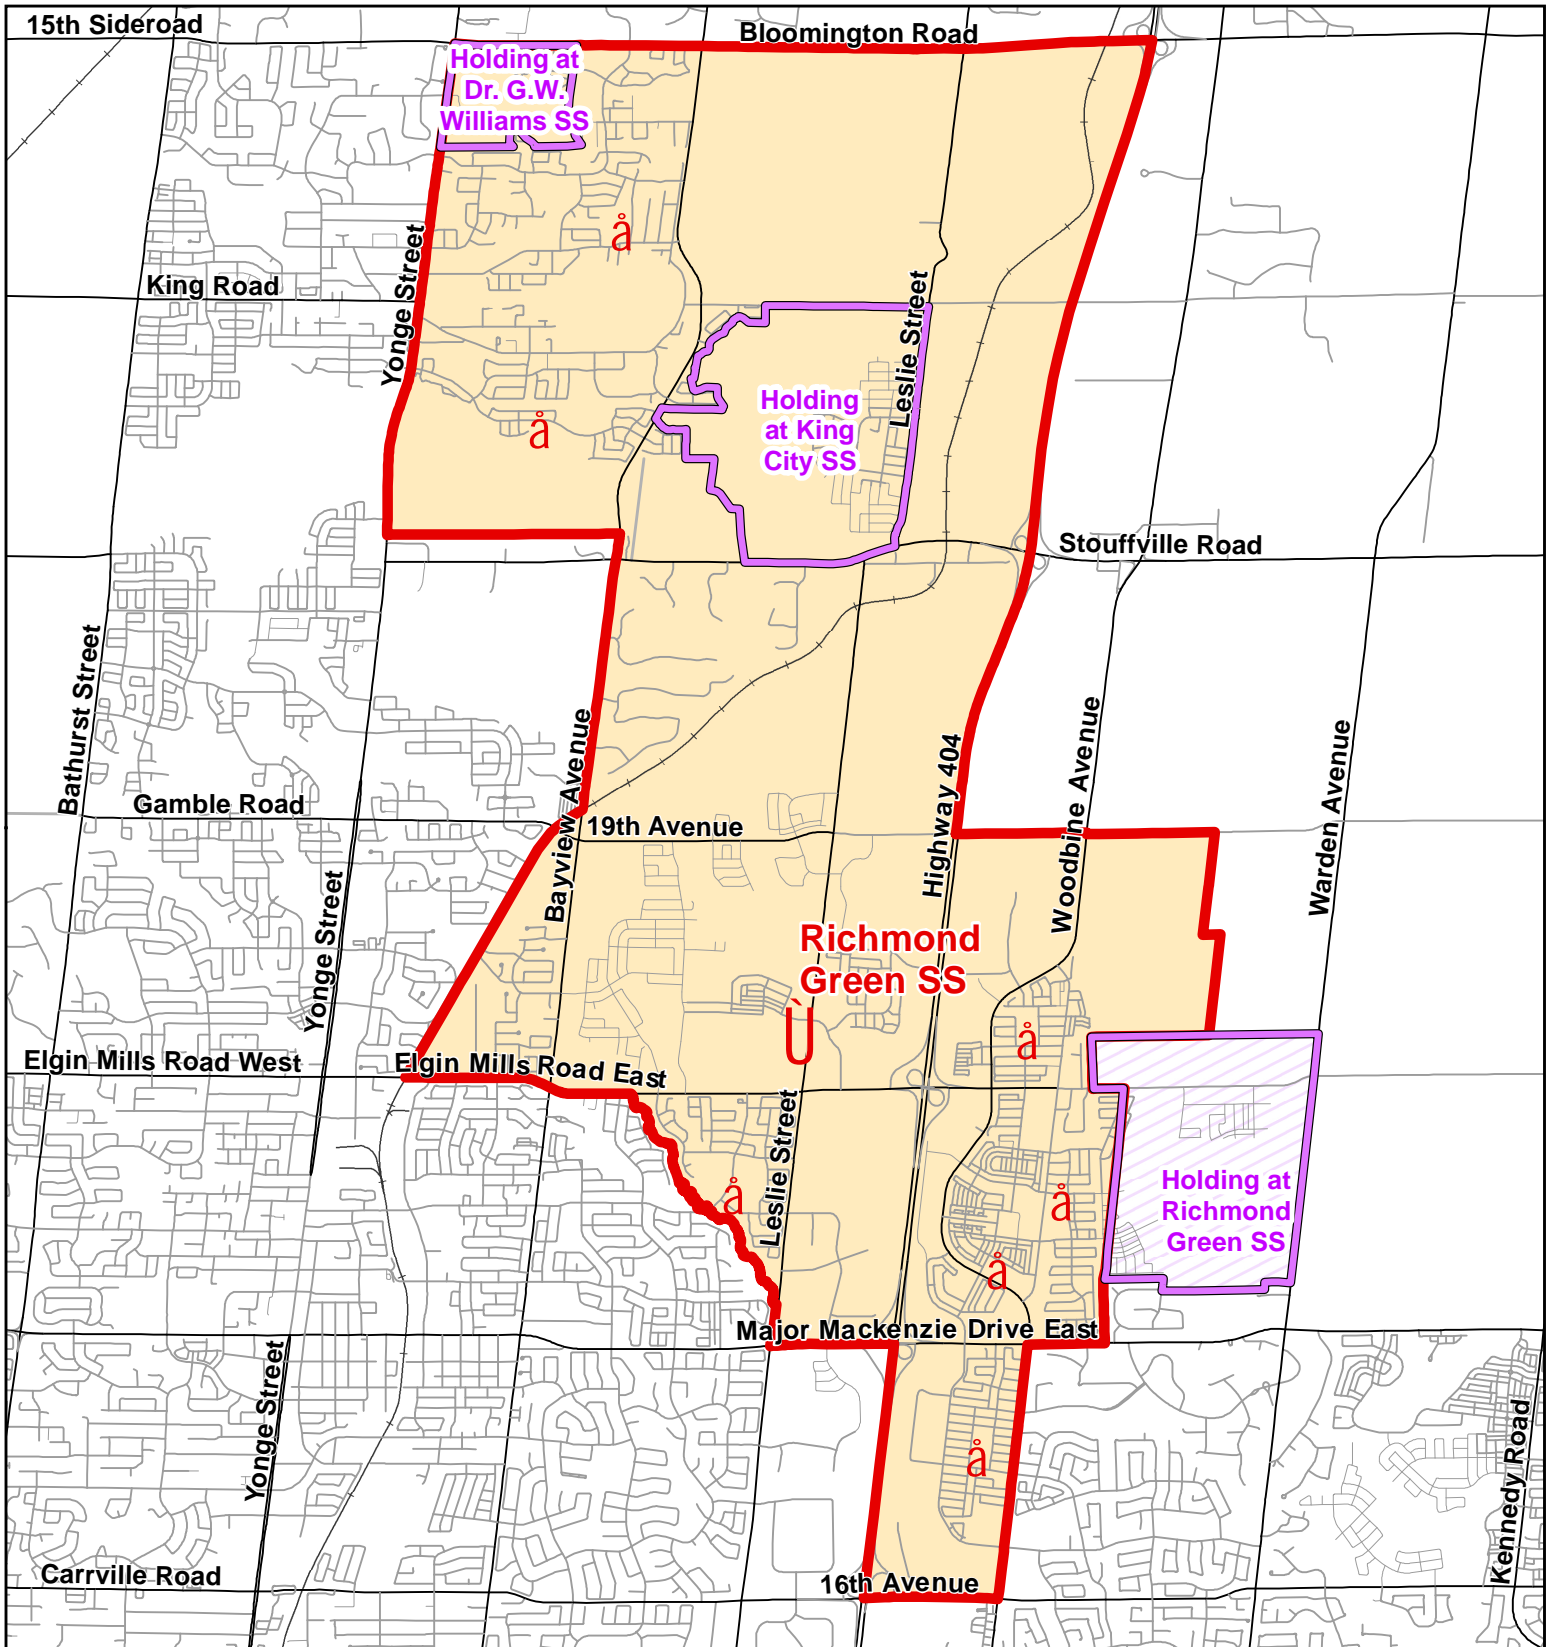 15th Sideroad
Bloomington Road
Holding at
Dr. G.W.
Williams SS
å
Yonge Street
King Road
Leslie Street
Holding
at King
City SS
å
Stouffville Road
Bathurst Street
Bayview Avenue
Highway 404
Woodbine Avenue
Warden Avenue
Gamble Road
19th Avenue
Yonge Street
Richmond
Green SS
Ù
å
Elgin Mills Road West
Elgin Mills Road East
Leslie Street
å
å
Holding at
Richmond
Green SS
å
Major Mackenzie Drive East
Yonge Street
å
Kennedy Road
Carrville Road
16th Avenue